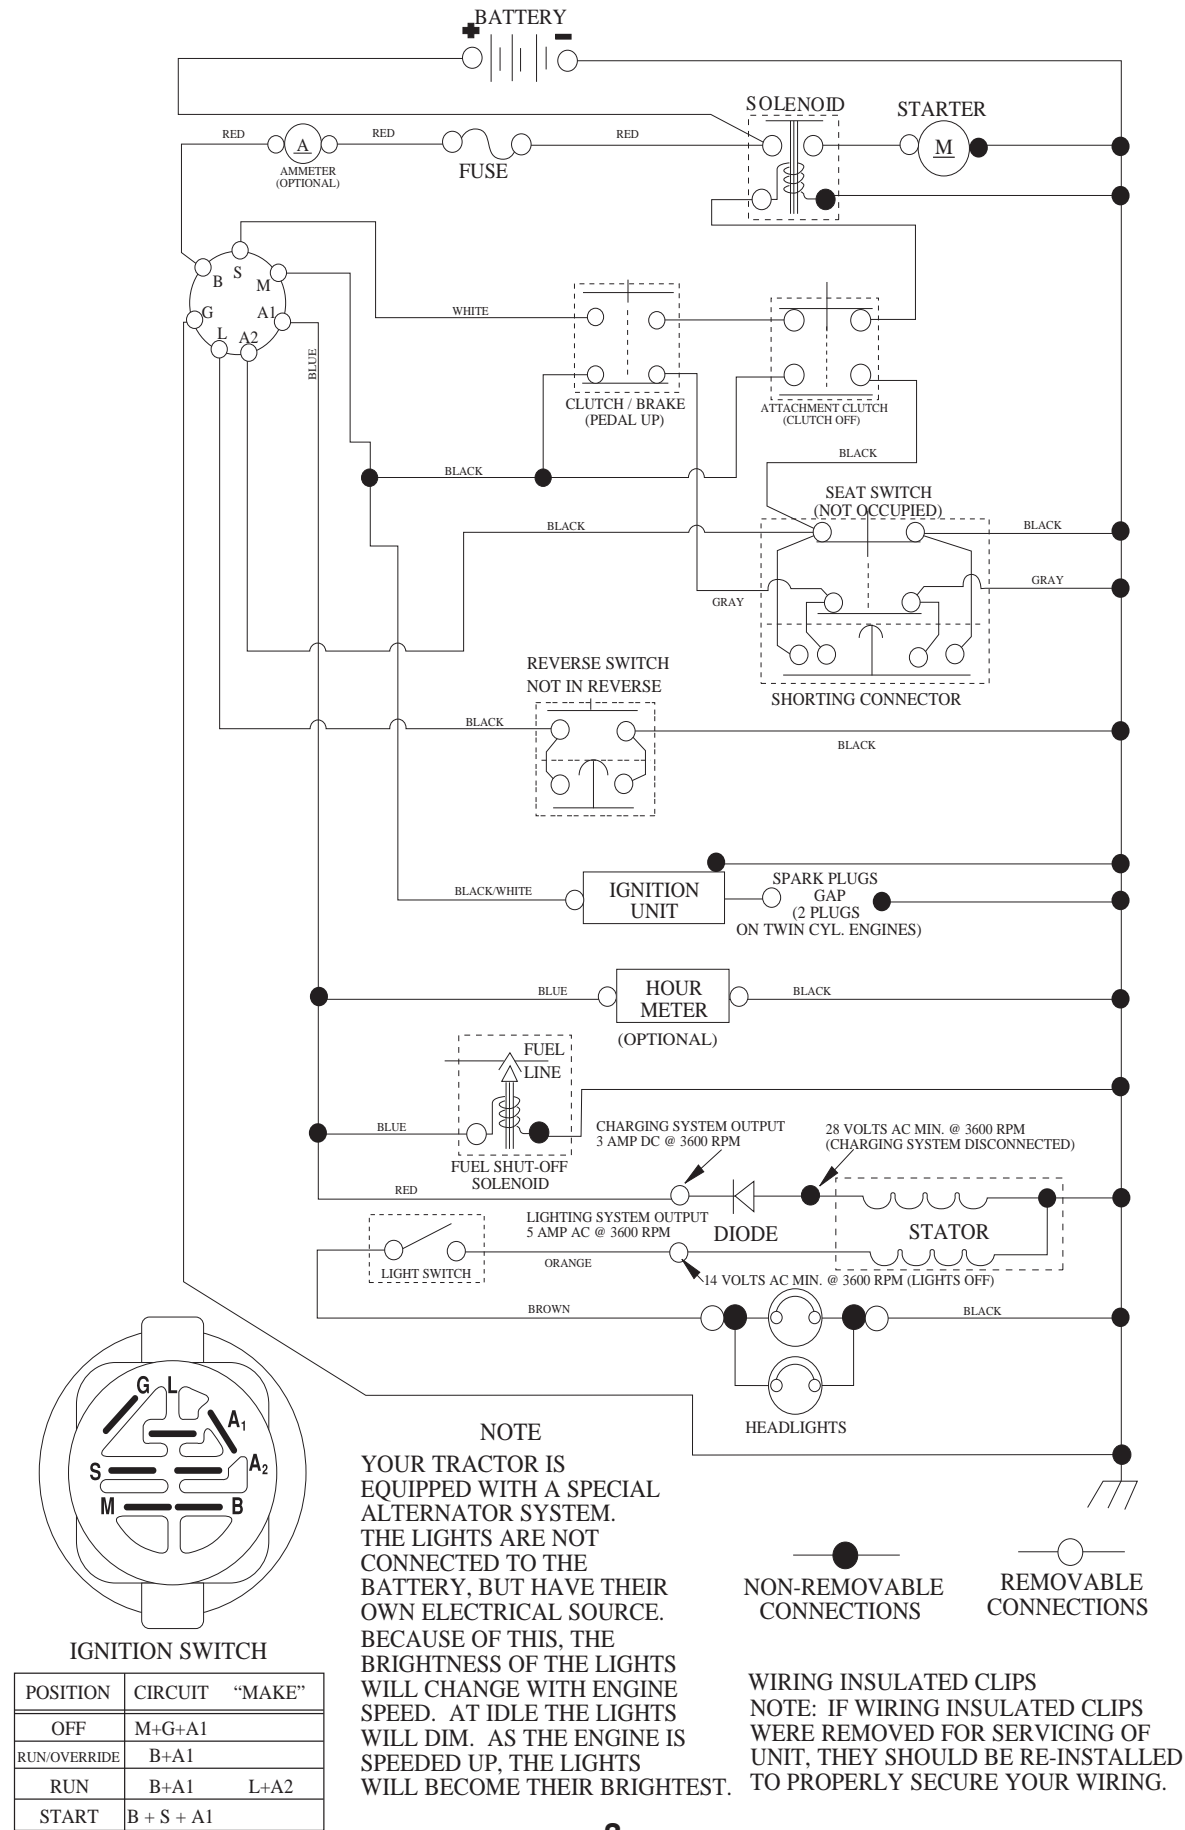 BATTERY
SOLENOID
STARTER
RED
A
RED
RED
M
AMMETER
(OPTIONAL)
FUSE
B
S
M
G
A1
L
A2
WHITE
BLUE
CLUTCH / BRAKE
(PEDAL UP)
ATTACHMENT CLUTCH
(CLUTCH OFF)
BLACK
BLACK
SEAT SWITCH
(NOT OCCUPIED)
BLACK
BLACK
GRAY
GRAY
REVERSE SWITCH
NOT IN REVERSE
SHORTING CONNECTOR
BLACK
BLACK
BLACK/WHITE
IGNITION
UNIT
SPARK PLUGS
GAP
(2 PLUGS
ON TWIN CYL. ENGINES)
BLUE
HOUR
METER
BLACK
(OPTIONAL)
FUEL
LINE
BLUE
CHARGING SYSTEM OUTPUT
3 AMP DC @ 3600 RPM
28 VOLTS AC MIN. @ 3600 RPM
(CHARGING SYSTEM DISCONNECTED)
FUEL SHUT-OFF
SOLENOID
RED
LIGHTING SYSTEM OUTPUT
5 AMP AC @ 3600 RPM
DIODE
STATOR
LIGHT SWITCH
ORANGE
14 VOLTS AC MIN. @ 3600 RPM (LIGHTS OFF)
BROWN
BLACK
HEADLIGHTS
G
L
A1
A2
S
M
B
IGNITION SWITCH
POSITION CIRCUIT "MAKE"
OFF M+G+A1
RUN/OVERRIDE B+A1
RUN B+A1 L+A2
START B + S + A1
NOTE
YOUR TRACTOR IS
EQUIPPED WITH A SPECIAL
ALTERNATOR SYSTEM.
THE LIGHTS ARE NOT
CONNECTED TO THE
BATTERY, BUT HAVE THEIR
OWN ELECTRICAL SOURCE.
BECAUSE OF THIS, THE
BRIGHTNESS OF THE LIGHTS
WILL CHANGE WITH ENGINE
SPEED. AT IDLE THE LIGHTS
WILL DIM. AS THE ENGINE IS
SPEEDED UP, THE LIGHTS
WILL BECOME THEIR BRIGHTEST.
NON-REMOVABLE
CONNECTIONS
REMOVABLE
CONNECTIONS
WIRING INSULATED CLIPS
NOTE: IF WIRING INSULATED CLIPS
WERE REMOVED FOR SERVICING OF
UNIT, THEY SHOULD BE RE-INSTALLED
TO PROPERLY SECURE YOUR WIRING.